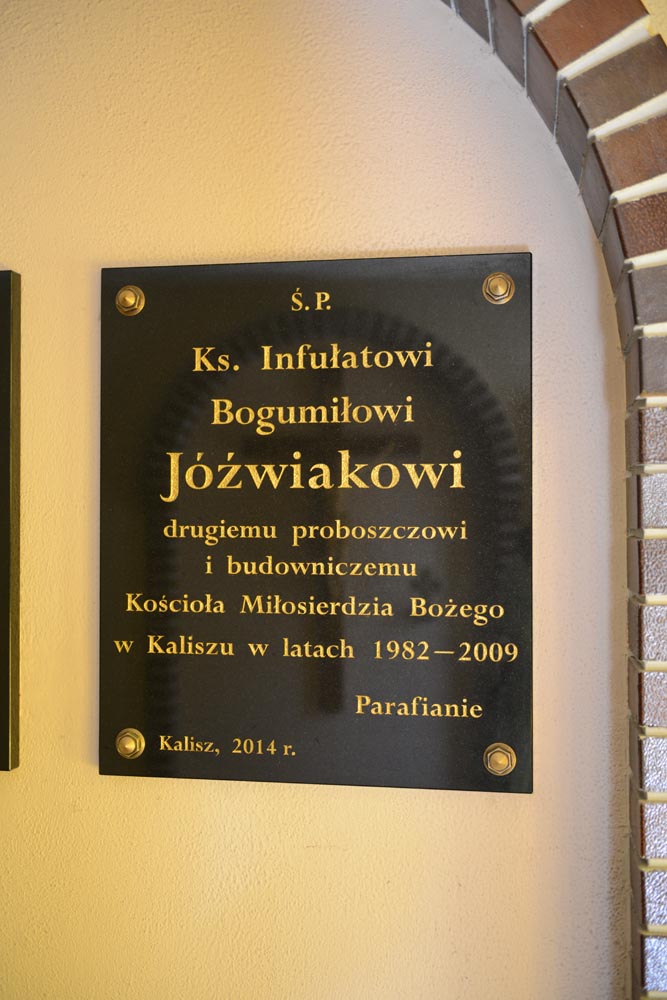 Ś.P.
Ks. Infułatowi
Bogumiłowi
Jóźwiakowi
drugiemu proboszczowi
i budowniczemu
Kościoła Miłosierdzia Bożego
w Kaliszu w latach 1982—2009
Parafianie
Kalisz, 2014 r.